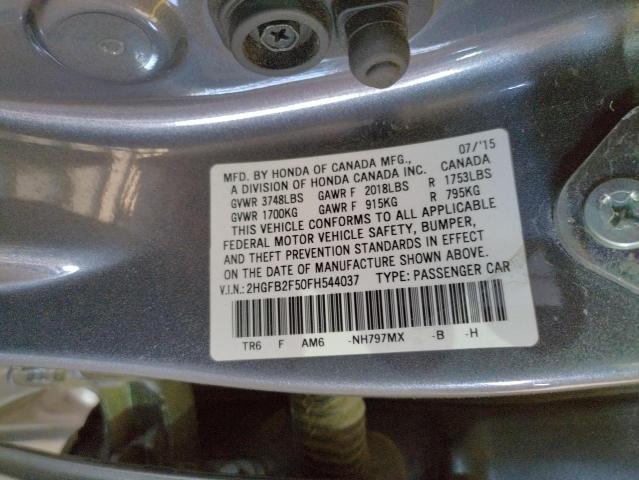 07/'15
MFD. BY HONDA OF CANADA MFG., CANADA
A DIVISION OF HONDA CANADA INC.
GVWR 3748LBS GAWR F 2018LBS R 1753LBS
GVWR 1700KG GAWR F 915KG R 795KG
THIS VEHICLE CONFORMS TO ALL APPLICABLE
FEDERAL MOTOR VEHICLE SAFETY, BUMPER,
AND THEFT PREVENTION STANDARDS IN EFFECT
ON THE DATE OF MANUFACTURE SHOWN ABOVE.
V.I.N.:2HGFB2F50FH544037 TYPE: PASSENGER CAR
TR6 F AM6 -NH797MX -B -H